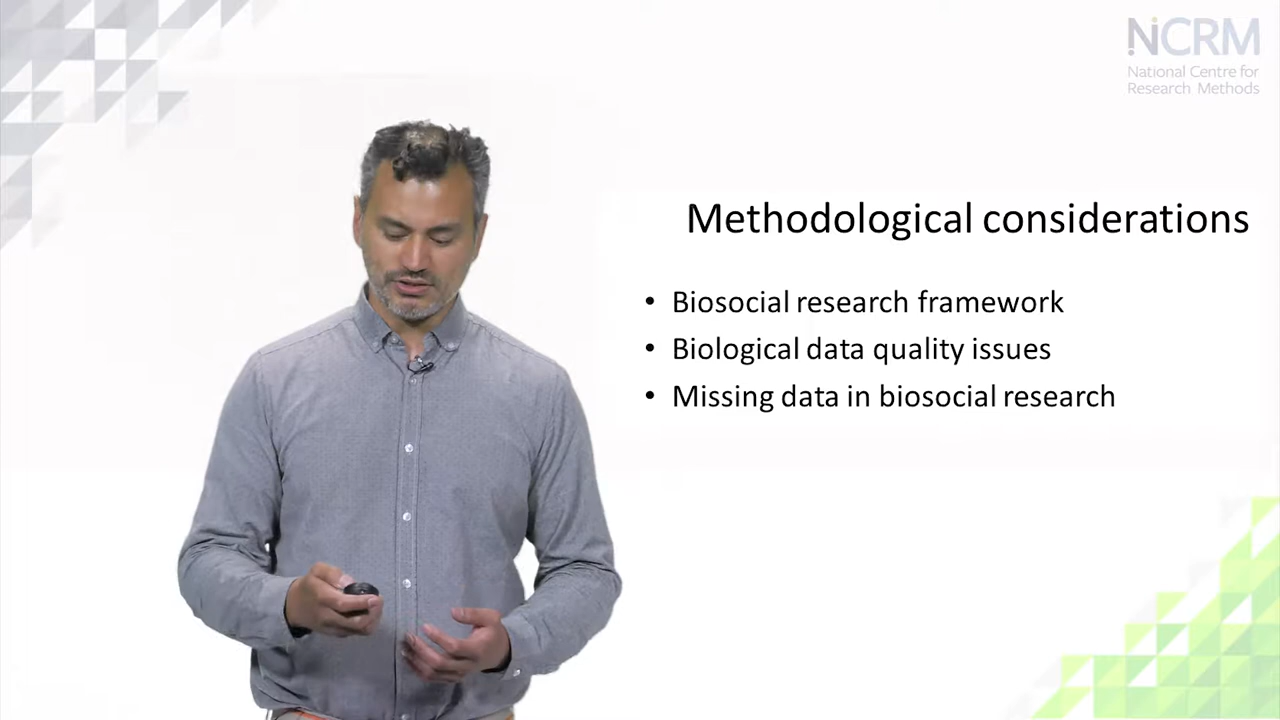 NCRM
National Centre for
Research Methods
Methodological considerations
• Biosocial research framework
• Biological data quality issues
• Missing data in biosocial research